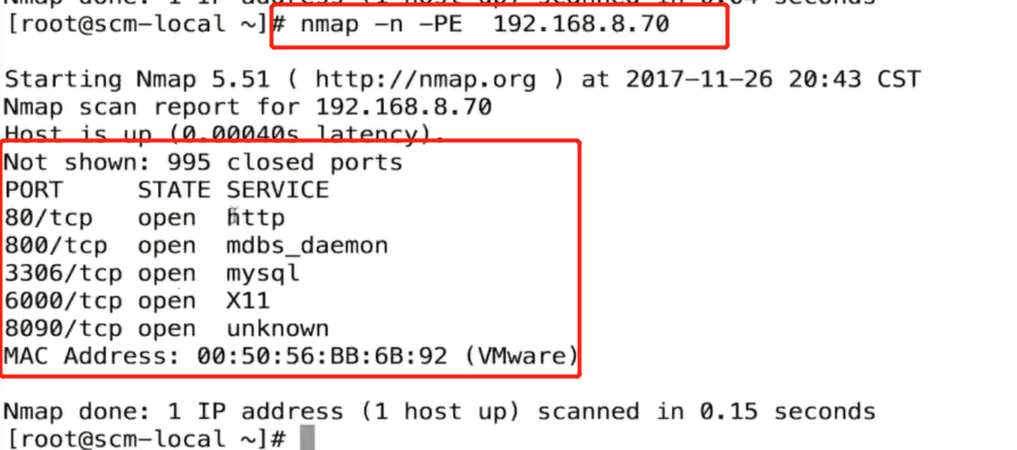 Nmap done: 1 IP address (1 host up) scanned in 0.04 seconds
[root@scm-local ~]# nmap -n -PE  192.168.8.70
Starting Nmap 5.51 ( http://nmap.org ) at 2017-11-26 20:43 CST
Nmap scan report for 192.168.8.70
Host is up (0.00040s latency).
Not shown: 995 closed ports
PORT     STATE SERVICE
80/tcp   open  http
800/tcp  open  mdbs_daemon
3306/tcp open  mysql
6000/tcp open  X11
8090/tcp open  unknown
MAC Address: 00:50:56:BB:6B:92 (VMware)
Nmap done: 1 IP address (1 host up) scanned in 0.15 seconds
[root@scm-local ~]#